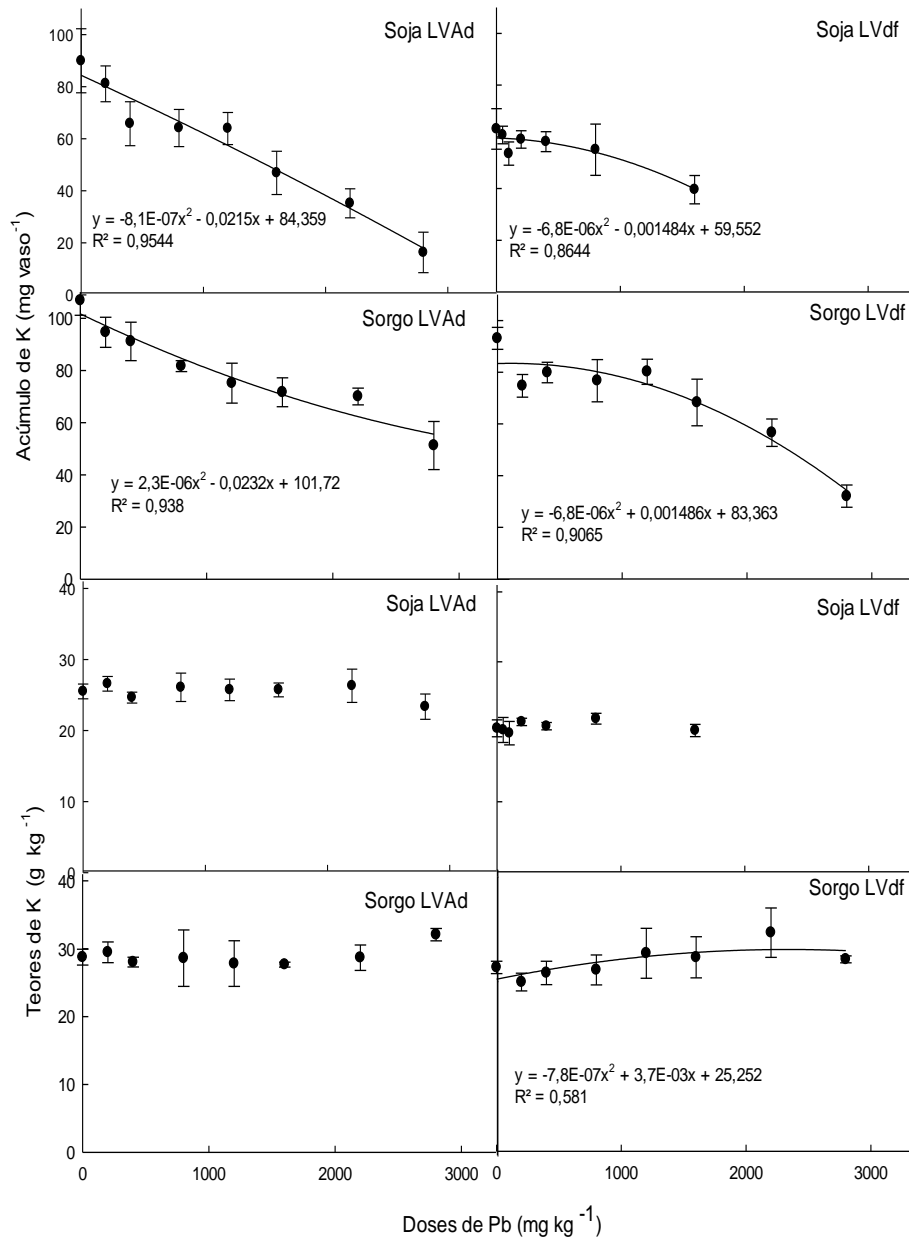 Soja LVAd
Soja LVdf
100
80
60
40
20
0
y = -8,1E-07x² - 0,0215x + 84,359
R² = 0,9544
y = -6,8E-06x² - 0,001484x + 59,552
R² = 0,8644
Acúmulo de K (mg vaso⁻¹)
Sorgo LVAd
Sorgo LVdf
100
80
60
40
20
0
y = 2,3E-06x² - 0,0232x + 101,72
R² = 0,938
y = -6,8E-06x² + 0,001486x + 83,363
R² = 0,9065
Soja LVAd
Soja LVdf
40
30
20
10
0
Teores de K (g kg ⁻¹)
Sorgo LVAd
Sorgo LVdf
40
30
20
10
0
y = -7,8E-07x² + 3,7E-03x + 25,252
R² = 0,581
0 1000 2000 3000 0 1000 2000 3000
Doses de Pb (mg kg ⁻¹)